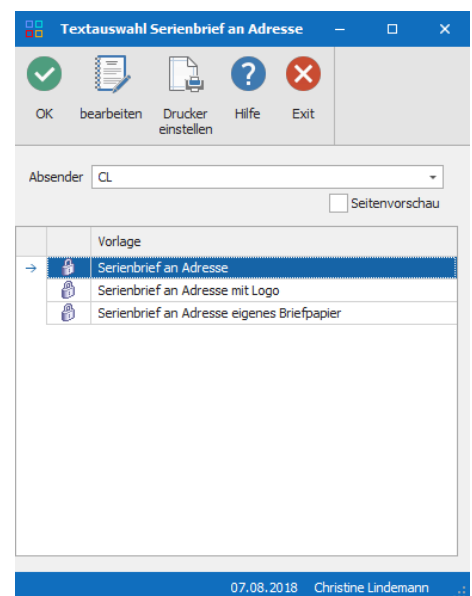 Textauswahl Serienbrief an Adresse
OK bearbeiten Drucker einstellen Hilfe Exit
Absender CL
Seitenvorschau
Vorlage
Serienbrief an Adresse
Serienbrief an Adresse mit Logo
Serienbrief an Adresse eigenes Briefpapier
07.08.2018 Christine Lindemann